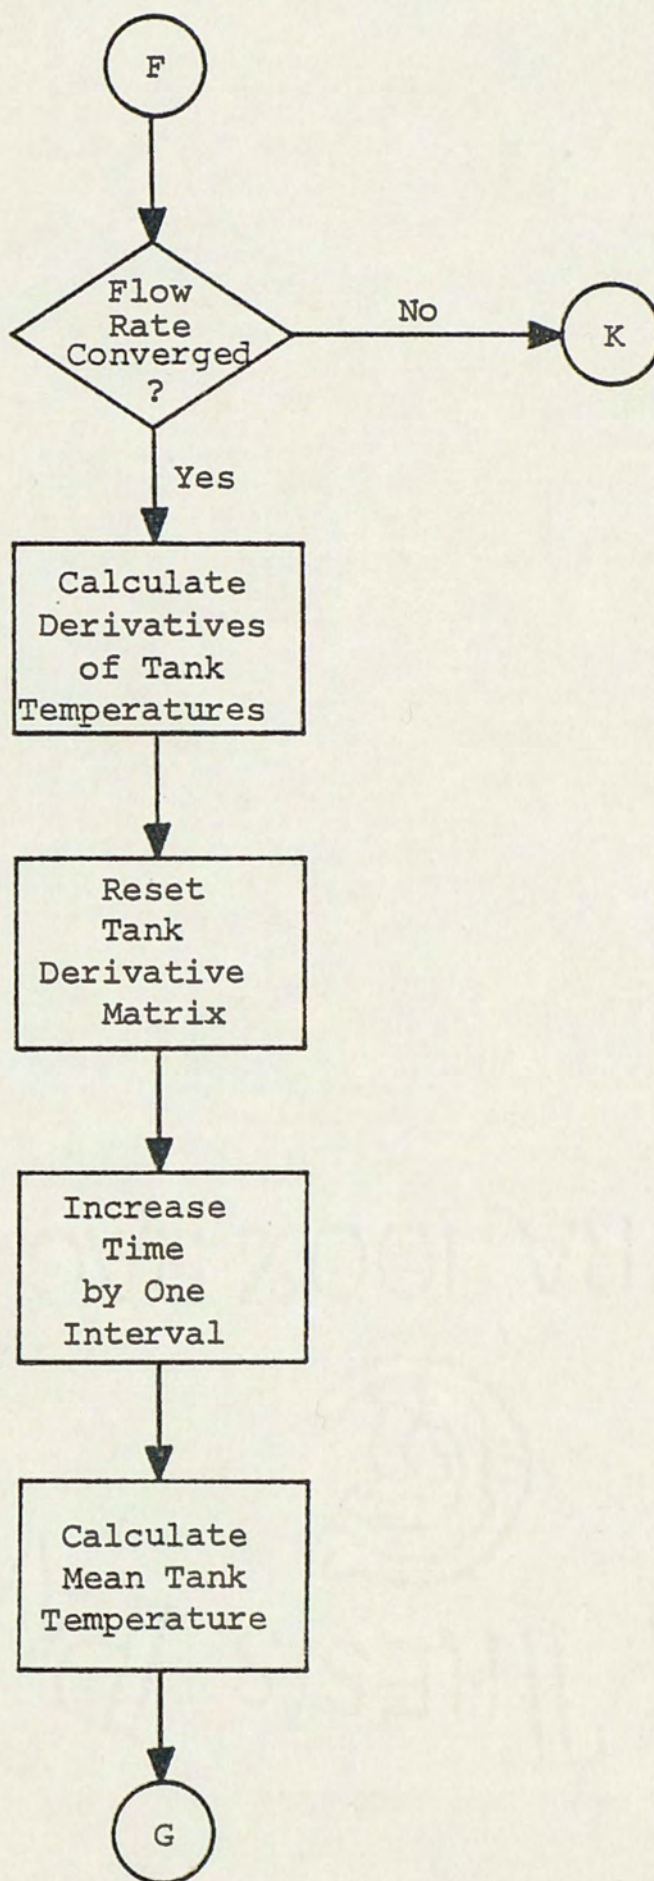 F
Flow
Rate
Converged
?
No
K
Yes
Calculate
Derivatives
of Tank
Temperatures
Reset
Tank
Derivative
Matrix
Increase
Time
by One
Interval
Calculate
Mean Tank
Temperature
G